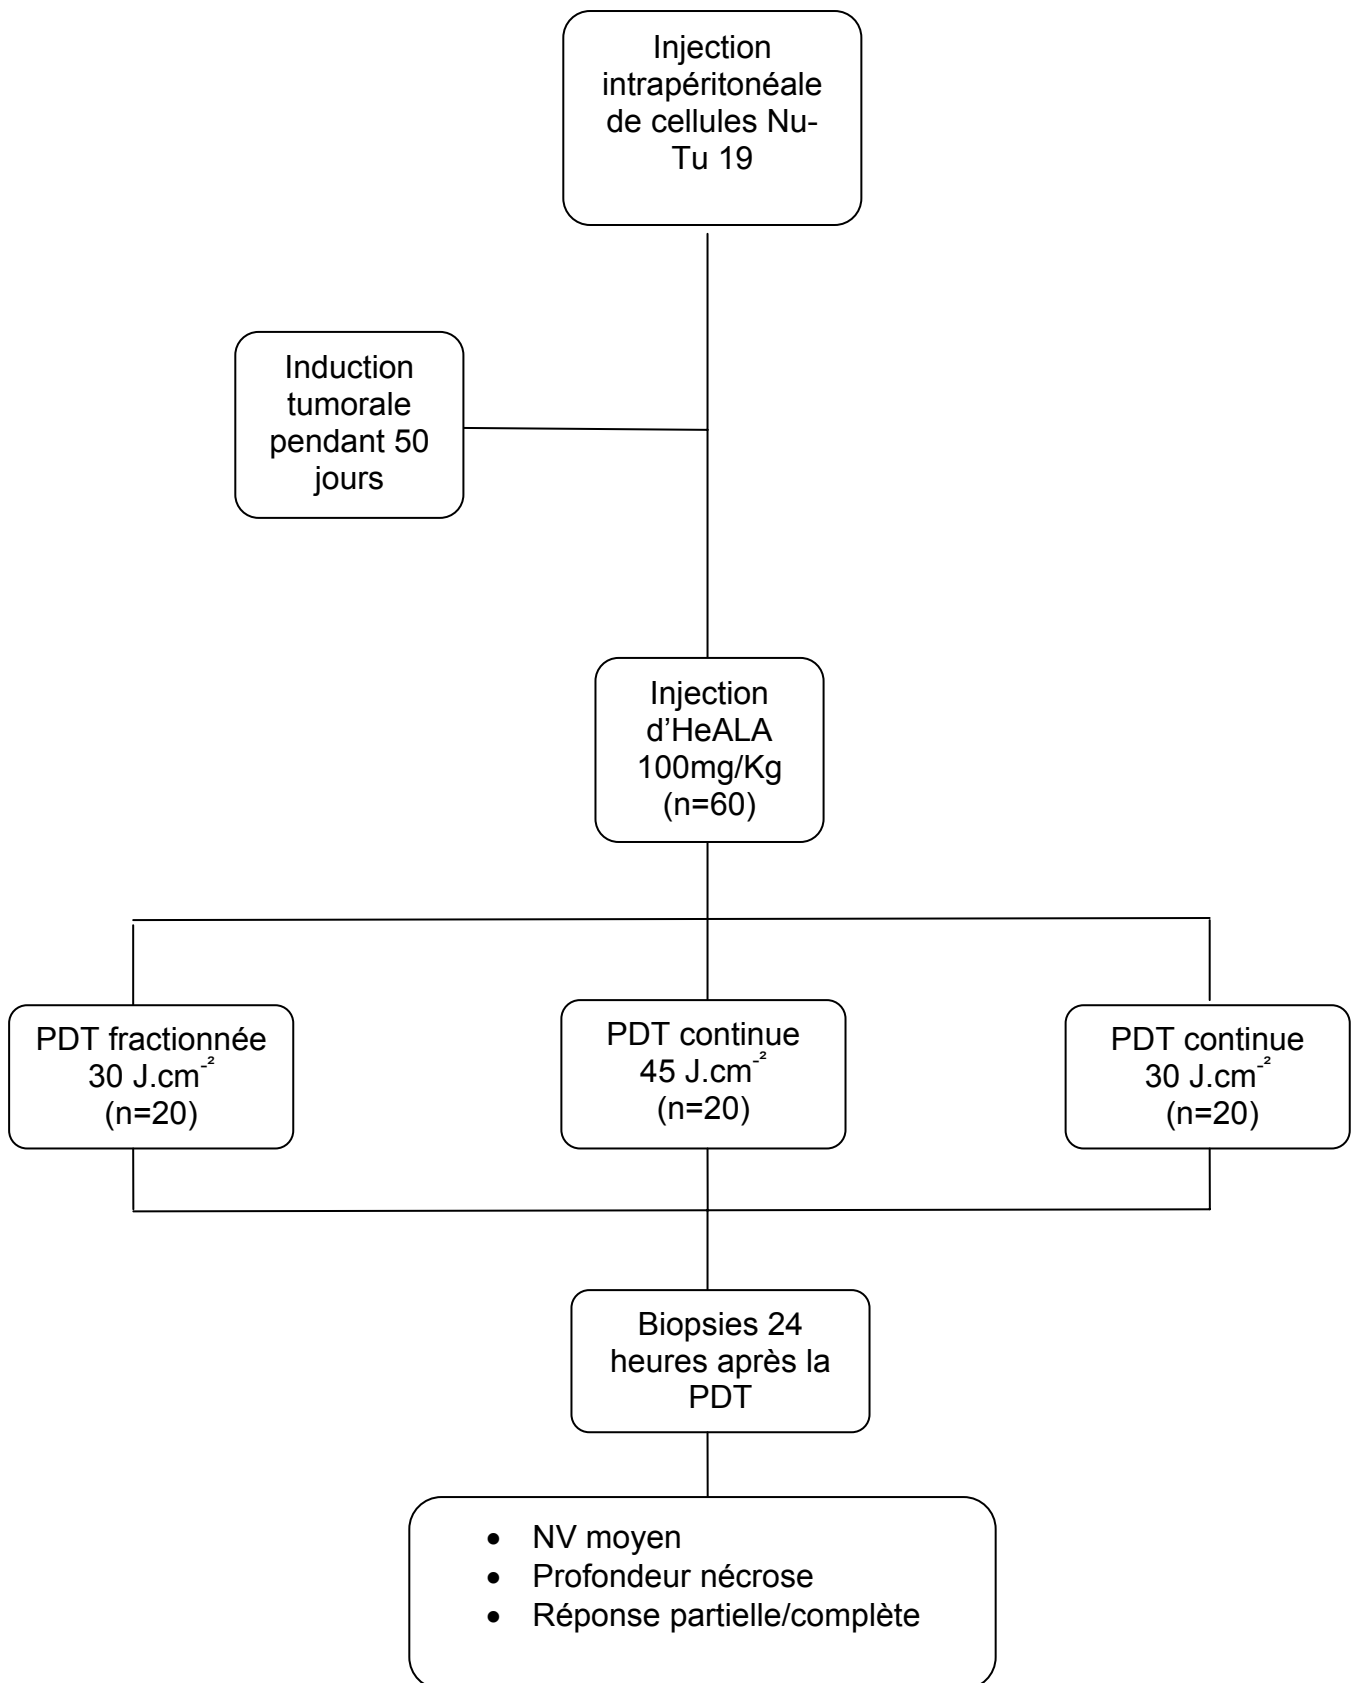 Injection
intrapéritonéale
de cellules Nu-
Tu 19
Induction
tumorale
pendant 50
jours
Injection
d’HeALA
100mg/Kg
(n=60)
PDT fractionnée
30 J.cm⁻²
(n=20)
PDT continue
45 J.cm⁻²
(n=20)
PDT continue
30 J.cm⁻²
(n=20)
Biopsies 24
heures après la
PDT
• NV moyen
• Profondeur nécrose
• Réponse partielle/complète